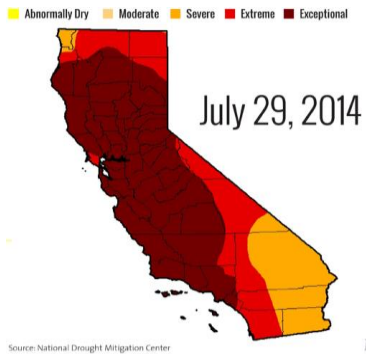 Abnormally Dry Moderate Severe Extreme Exceptional
July 29, 2014
Source: National Drought Mitigation Center